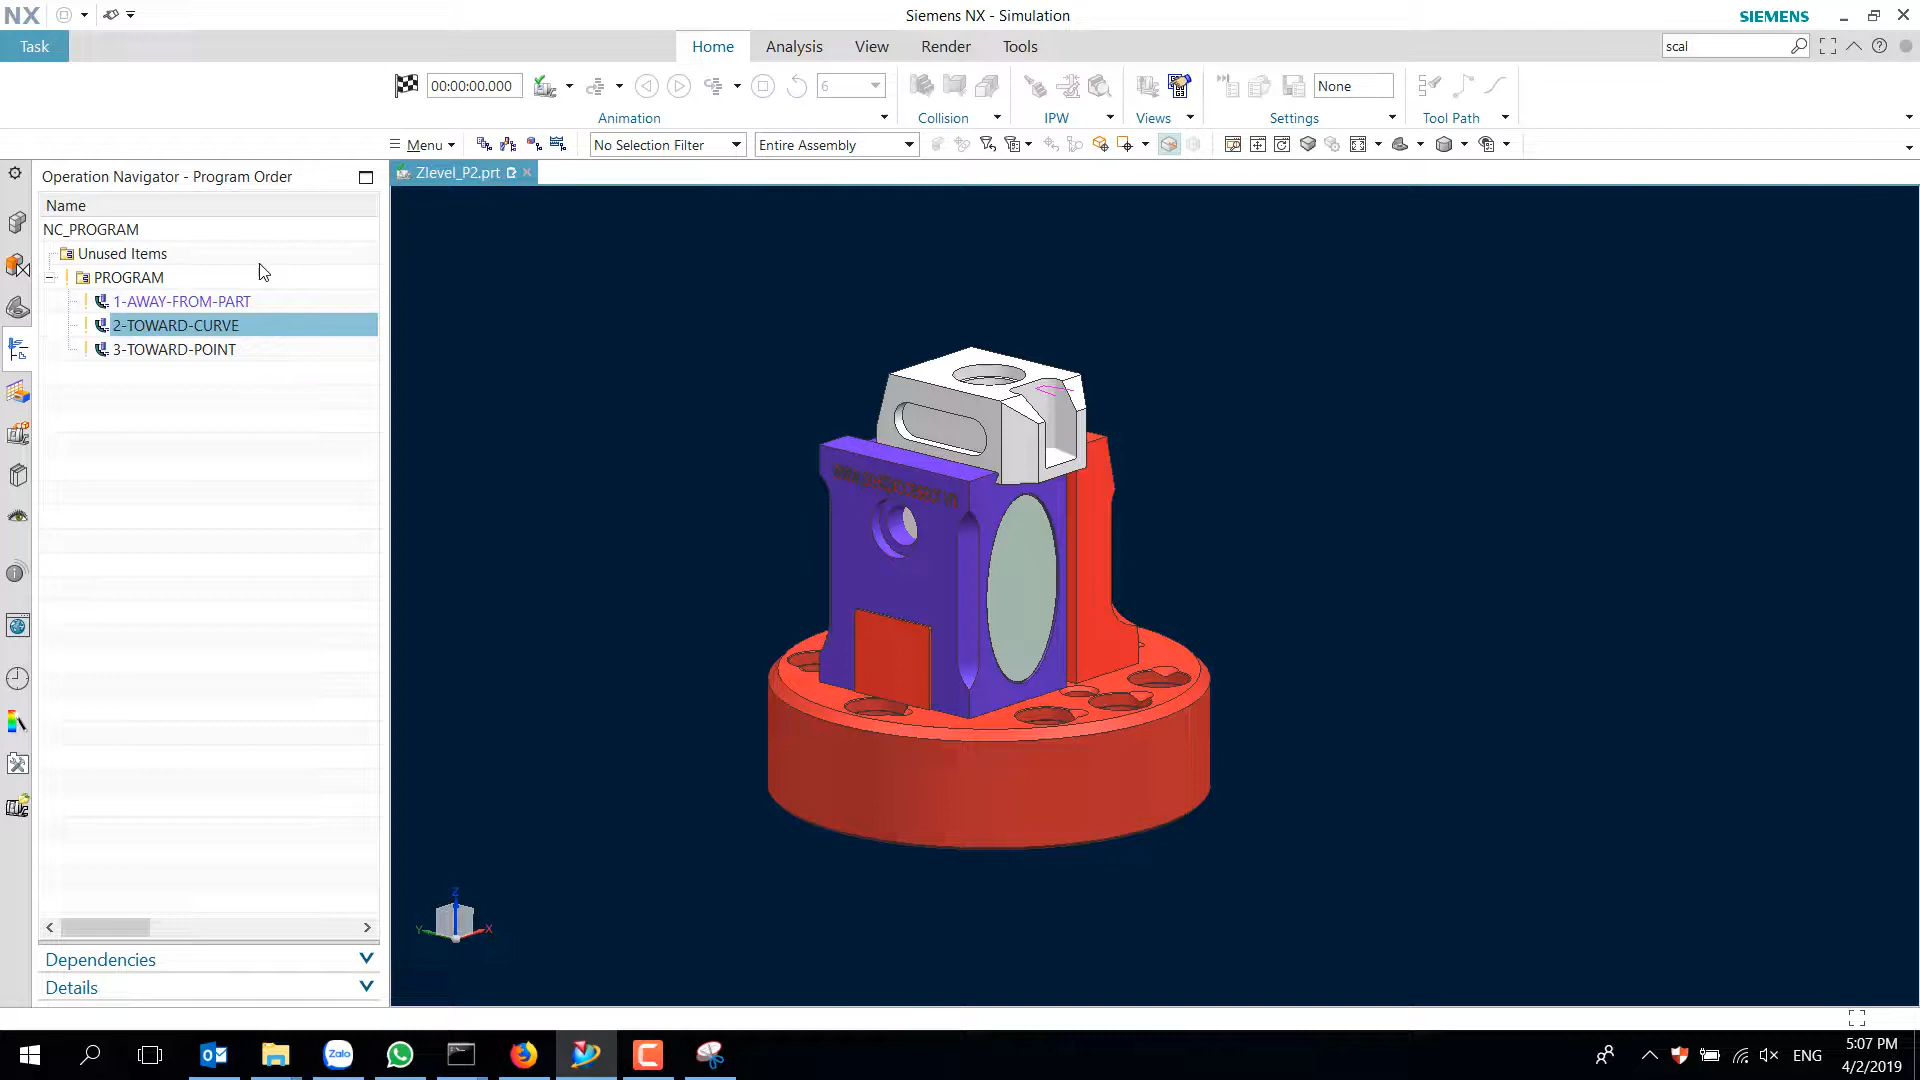 NX
Siemens NX - Simulation
SIEMENS
Task
Home
Analysis
View
Render
Tools
scal
00:00:00.000
6
None
Animation
Collision
IPW
Views
Settings
Tool Path
Menu
No Selection Filter
Entire Assembly
Operation Navigator - Program Order
Zlevel_P2.prt
Name
NC_PROGRAM
Unused Items
PROGRAM
1-AWAY-FROM-PART
2-TOWARD-CURVE
3-TOWARD-POINT
Z
Y
X
Dependencies
Details
Zalo
ENG
5:07 PM
4/2/2019